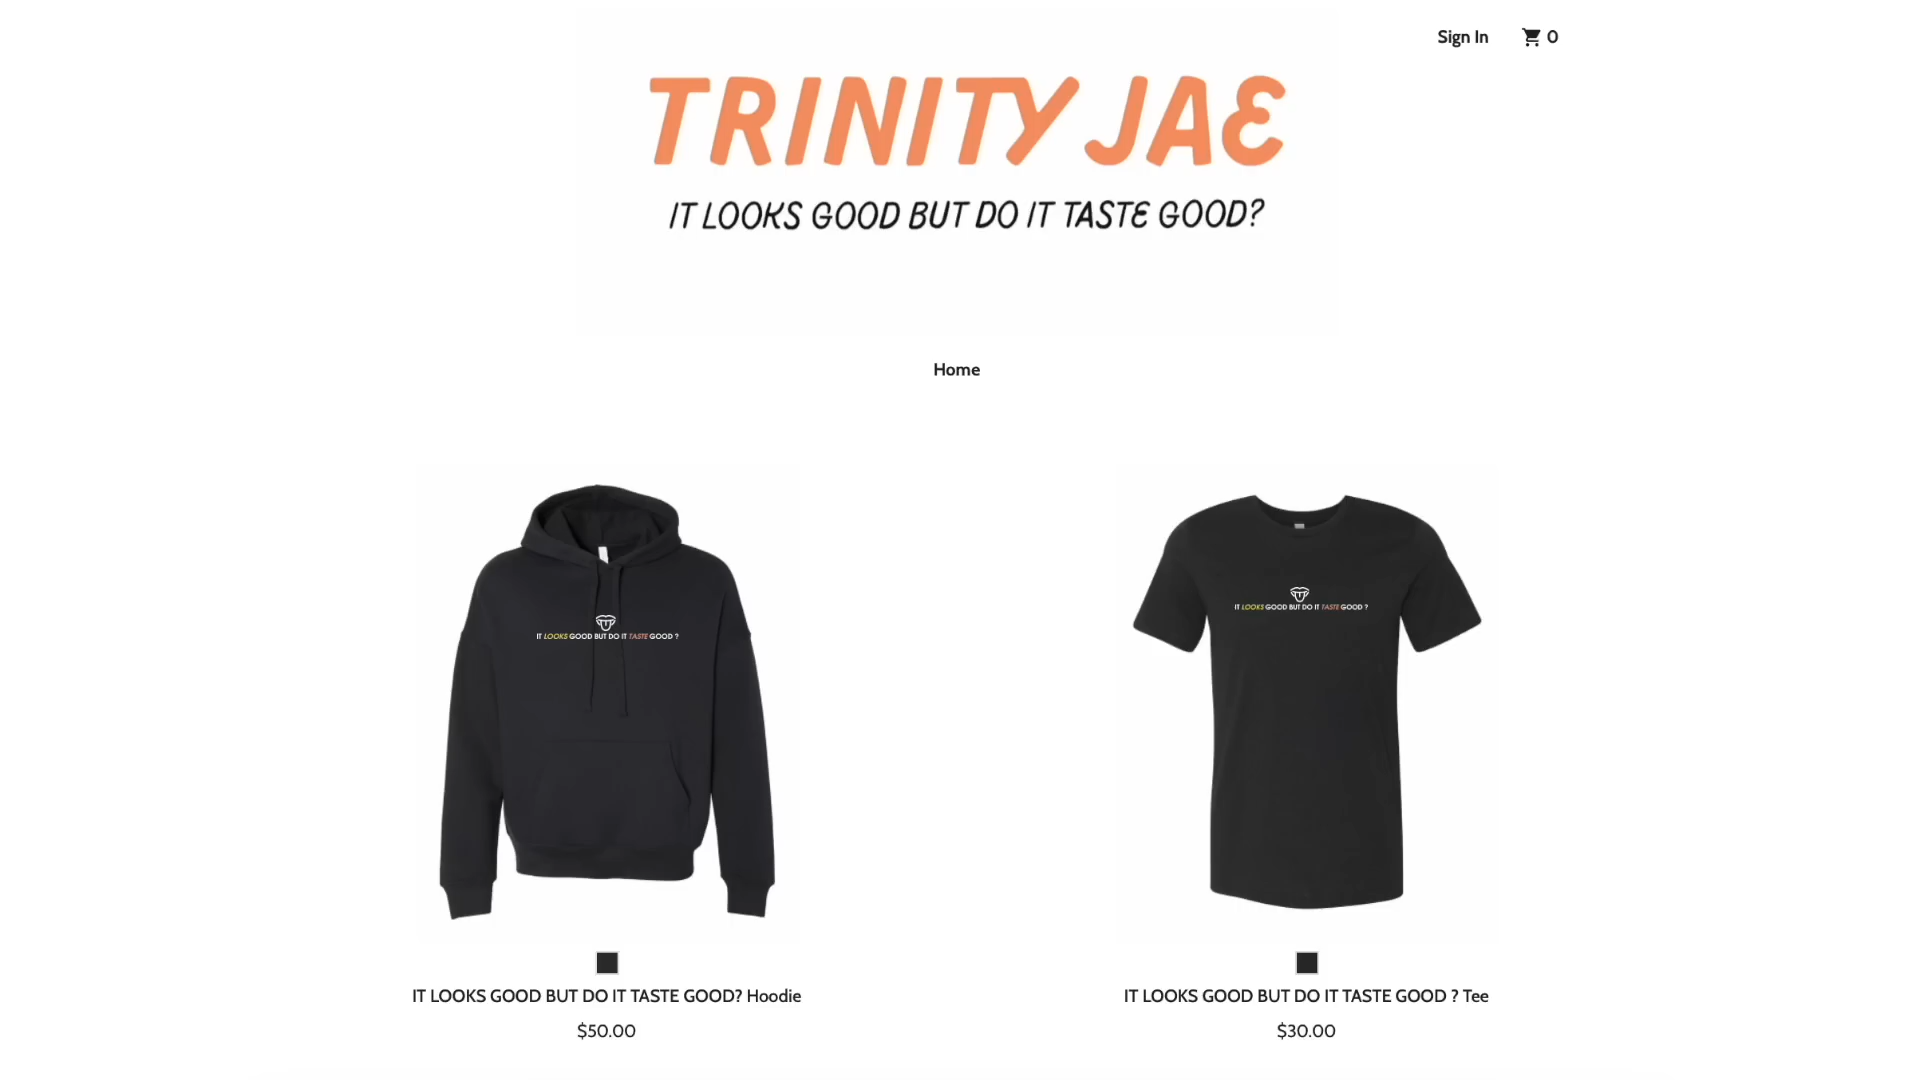 Sign In
0
TRINITY JAE
IT LOOKS GOOD BUT DO IT TASTE GOOD?
Home
IT LOOKS GOOD BUT DO IT TASTE GOOD ?
IT LOOKS GOOD BUT DO IT TASTE GOOD ?
IT LOOKS GOOD BUT DO IT TASTE GOOD? Hoodie
$50.00
IT LOOKS GOOD BUT DO IT TASTE GOOD ? Tee
$30.00